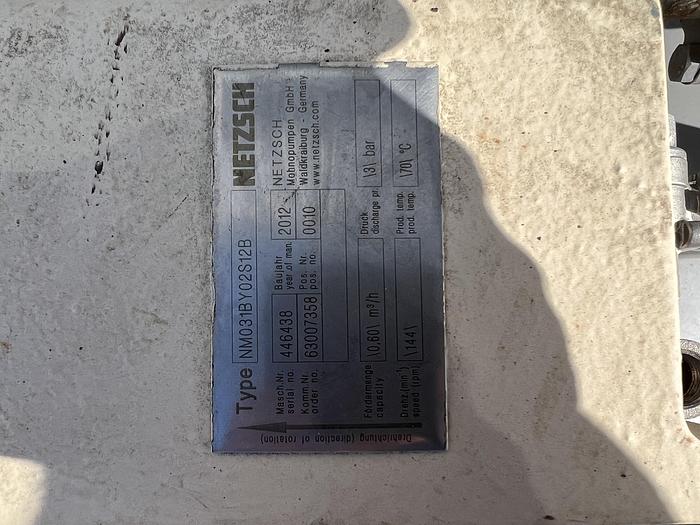 Type NM031BY02S12B
NETZSCH
Masch.Nr. 446438 Baujahr 2012
serial no. year of man.
Komm.Nr. 63007358 Pos. Nr. 0010
order no. pos. no.
NETZSCH
Mohnopumpen GmbH
Waldkraiburg - Germany
www.netzsch.com
Fördermenge \0,60\ m³/h Druck \3\ bar
capacity discharge pr.
Drehz.(min⁻¹) \144\ Prod. temp. \70\ °C
speed (rpm) prod. temp.
Drehrichtung (direction of rotation)